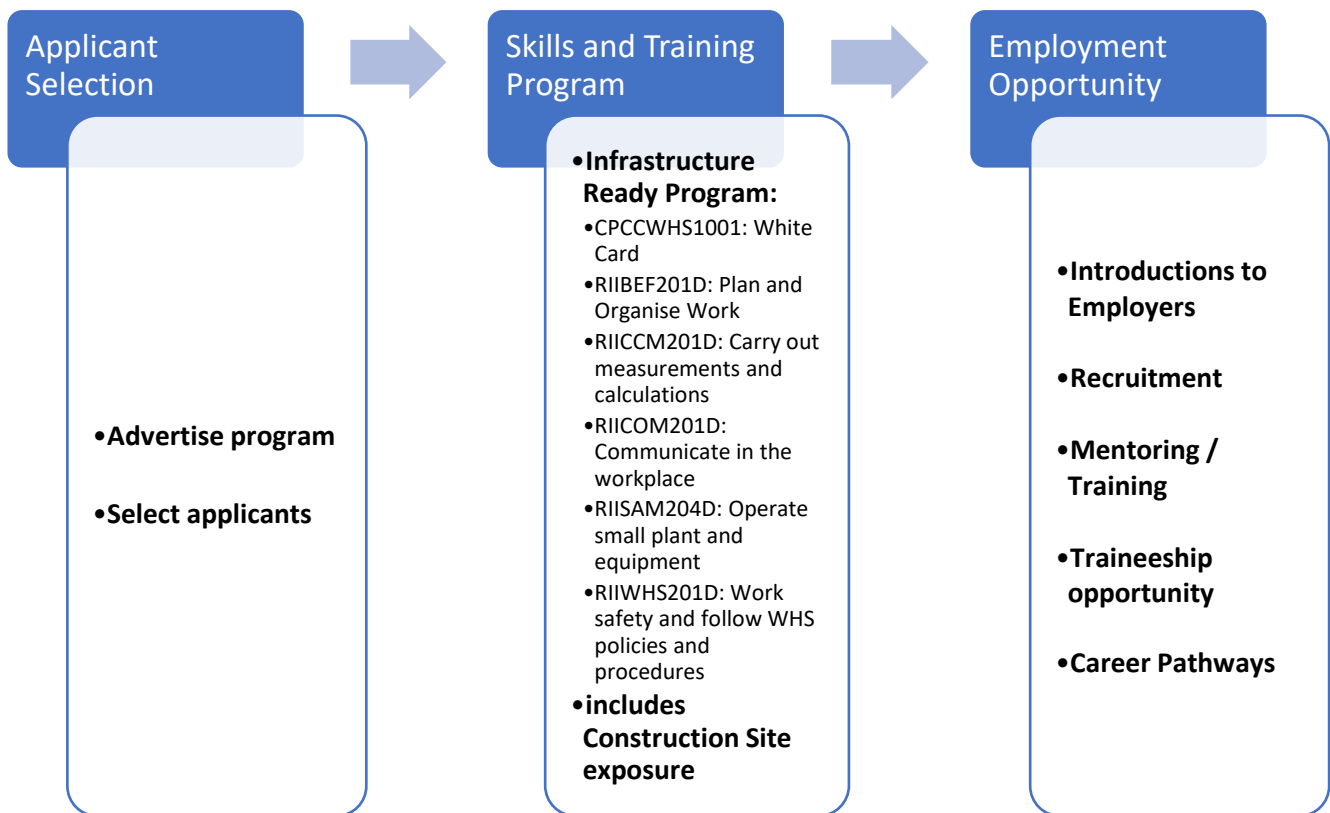 Applicant
Selection
•Advertise program
•Select applicants
Skills and Training
Program
•Infrastructure
Ready Program:
•CPCCWHS1001: White
Card
•RIIBEF201D: Plan and
Organise Work
•RIICCM201D: Carry out
measurements and
calculations
•RIICOM201D:
Communicate in the
workplace
•RIISAM204D: Operate
small plant and
equipment
•RIIWHS201D: Work
safety and follow WHS
policies and
procedures
•includes
Construction Site
exposure
Employment
Opportunity
•Introductions to
Employers
•Recruitment
•Mentoring /
Training
•Traineeship
opportunity
•Career Pathways